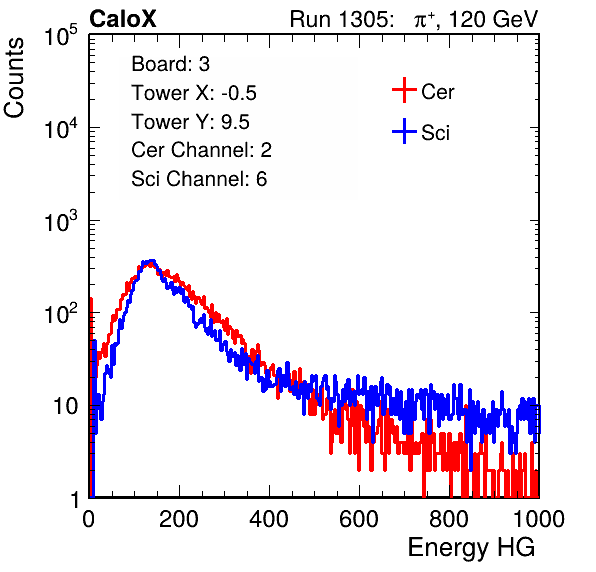 CaloX Run 1305: π⁺, 120 GeV
Board: 3
Tower X: -0.5
Tower Y: 9.5
Cer Channel: 2
Sci Channel: 6
Cer
Sci
Counts
10⁵
10⁴
10³
10²
10
1
0 200 400 600 800 1000
Energy HG